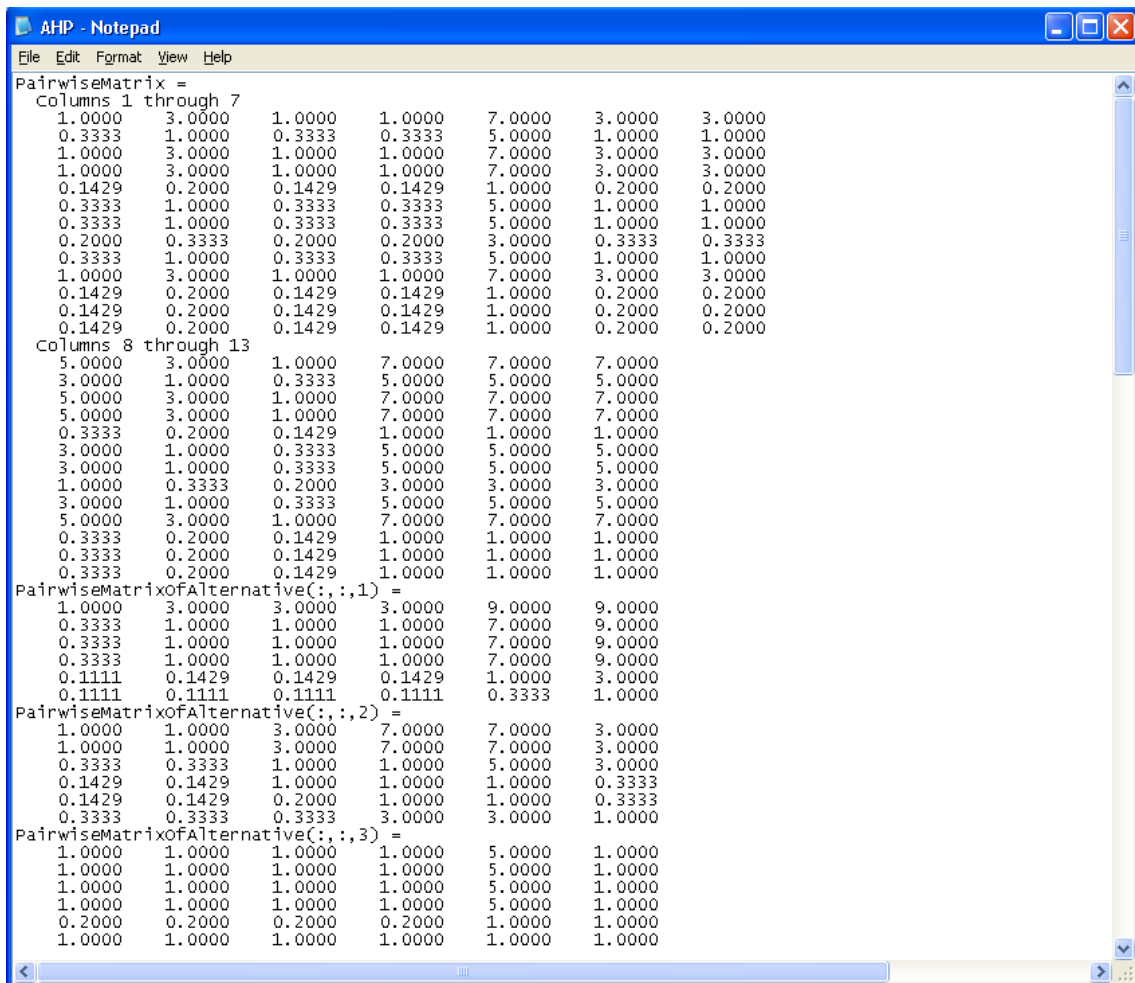 AHP - Notepad
File Edit Format View Help
PairwiseMatrix =
Columns 1 through 7
1.0000 3.0000 1.0000 1.0000 7.0000 3.0000 3.0000
0.3333 1.0000 0.3333 0.3333 5.0000 1.0000 1.0000
1.0000 3.0000 1.0000 1.0000 7.0000 3.0000 3.0000
1.0000 3.0000 1.0000 1.0000 7.0000 3.0000 3.0000
0.1429 0.2000 0.1429 0.1429 1.0000 0.2000 0.2000
0.3333 1.0000 0.3333 0.3333 5.0000 1.0000 1.0000
0.3333 1.0000 0.3333 0.3333 5.0000 1.0000 1.0000
0.2000 0.3333 0.2000 0.2000 3.0000 0.3333 0.3333
0.3333 1.0000 0.3333 0.3333 5.0000 1.0000 1.0000
1.0000 3.0000 1.0000 1.0000 7.0000 3.0000 3.0000
0.1429 0.2000 0.1429 0.1429 1.0000 0.2000 0.2000
0.1429 0.2000 0.1429 0.1429 1.0000 0.2000 0.2000
0.1429 0.2000 0.1429 0.1429 1.0000 0.2000 0.2000
Columns 8 through 13
5.0000 3.0000 1.0000 7.0000 7.0000 7.0000
3.0000 1.0000 0.3333 5.0000 5.0000 5.0000
5.0000 3.0000 1.0000 7.0000 7.0000 7.0000
5.0000 3.0000 1.0000 7.0000 7.0000 7.0000
0.3333 0.2000 0.1429 1.0000 1.0000 1.0000
3.0000 1.0000 0.3333 5.0000 5.0000 5.0000
3.0000 1.0000 0.3333 5.0000 5.0000 5.0000
1.0000 0.3333 0.2000 3.0000 3.0000 3.0000
3.0000 1.0000 0.3333 5.0000 5.0000 5.0000
5.0000 3.0000 1.0000 7.0000 7.0000 7.0000
0.3333 0.2000 0.1429 1.0000 1.0000 1.0000
0.3333 0.2000 0.1429 1.0000 1.0000 1.0000
0.3333 0.2000 0.1429 1.0000 1.0000 1.0000
PairwiseMatrixOfAlternative(:,:,1) =
1.0000 3.0000 3.0000 3.0000 9.0000 9.0000
0.3333 1.0000 1.0000 1.0000 7.0000 9.0000
0.3333 1.0000 1.0000 1.0000 7.0000 9.0000
0.3333 1.0000 1.0000 1.0000 7.0000 9.0000
0.1111 0.1429 0.1429 0.1429 1.0000 3.0000
0.1111 0.1111 0.1111 0.1111 0.3333 1.0000
PairwiseMatrixOfAlternative(:,:,2) =
1.0000 1.0000 3.0000 7.0000 7.0000 3.0000
1.0000 1.0000 3.0000 7.0000 7.0000 3.0000
0.3333 0.3333 1.0000 1.0000 5.0000 3.0000
0.1429 0.1429 1.0000 1.0000 1.0000 0.3333
0.1429 0.1429 0.2000 1.0000 1.0000 0.3333
0.3333 0.3333 0.3333 3.0000 3.0000 1.0000
PairwiseMatrixOfAlternative(:,:,3) =
1.0000 1.0000 1.0000 1.0000 5.0000 1.0000
1.0000 1.0000 1.0000 1.0000 5.0000 1.0000
1.0000 1.0000 1.0000 1.0000 5.0000 1.0000
1.0000 1.0000 1.0000 1.0000 5.0000 1.0000
0.2000 0.2000 0.2000 0.2000 1.0000 1.0000
1.0000 1.0000 1.0000 1.0000 1.0000 1.0000